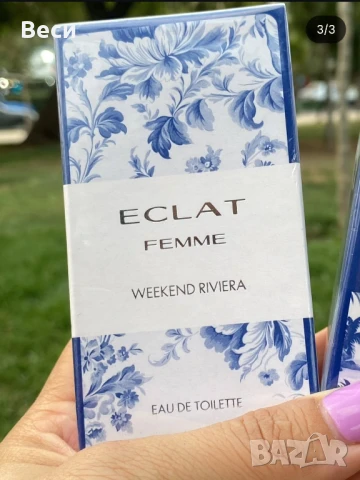 Веси
3/3
ECLAT
FEMME
WEEKEND RIVIERA
EAU DE TOILETTE
BAZAR